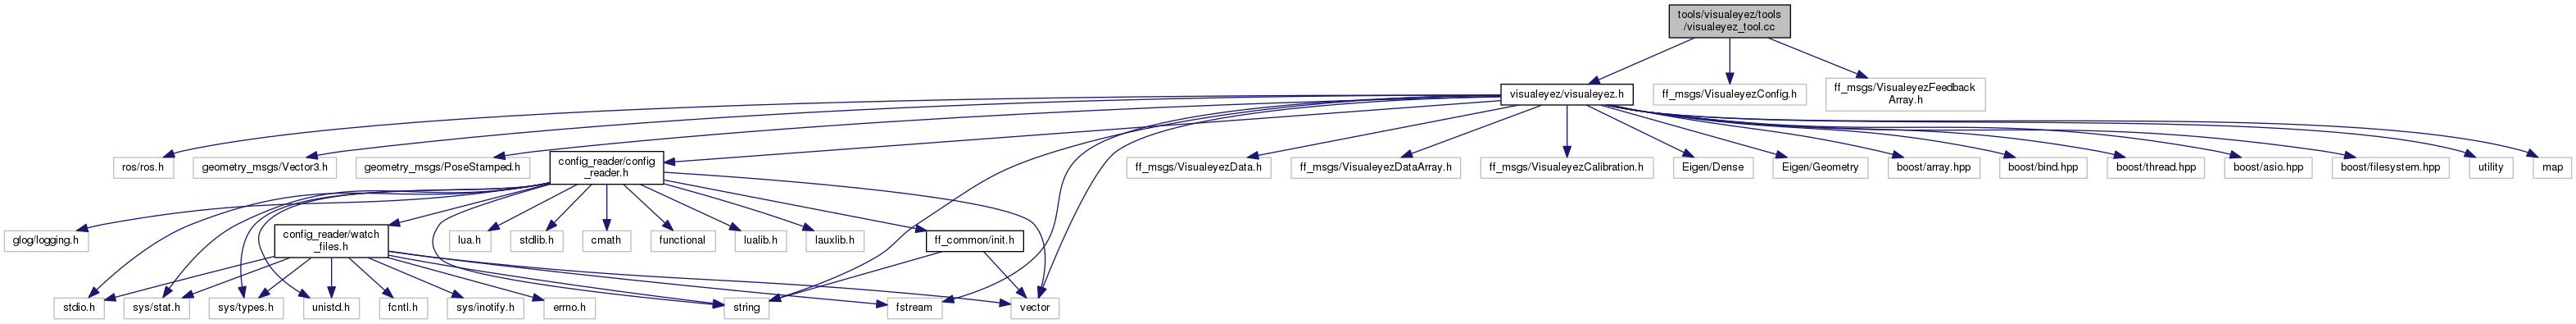 tools/visualeyez/tools
/visualeyez_tool.cc
visualeyez/visualeyez.h
ff_msgs/VisualeyezConfig.h
ff_msgs/VisualeyezFeedback
Array.h
ros/ros.h
geometry_msgs/Vector3.h
geometry_msgs/PoseStamped.h
config_reader/config
_reader.h
ff_msgs/VisualeyezData.h
ff_msgs/VisualeyezDataArray.h
ff_msgs/VisualeyezCalibration.h
Eigen/Dense
Eigen/Geometry
boost/array.hpp
boost/bind.hpp
boost/thread.hpp
boost/asio.hpp
boost/filesystem.hpp
utility
map
glog/logging.h
config_reader/watch
_files.h
lua.h
stdlib.h
cmath
functional
lualib.h
lauxlib.h
ff_common/init.h
stdio.h
sys/stat.h
sys/types.h
unistd.h
fcntl.h
sys/inotify.h
errno.h
string
fstream
vector